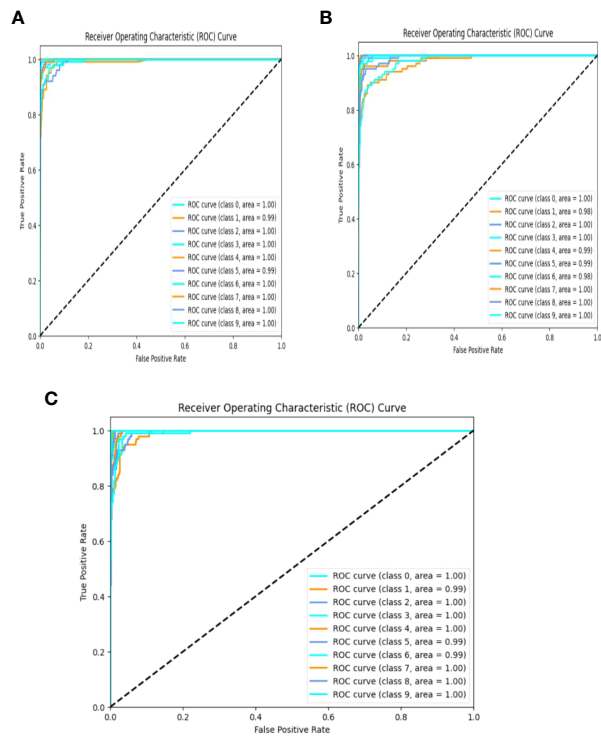 A
Receiver Operating Characteristic (ROC) Curve
True Positive Rate
1.0
0.8
0.6
0.4
0.2
0.0
ROC curve (class 0, area = 1.00)
ROC curve (class 1, area = 0.99)
ROC curve (class 2, area = 1.00)
ROC curve (class 3, area = 1.00)
ROC curve (class 4, area = 1.00)
ROC curve (class 5, area = 0.99)
ROC curve (class 6, area = 1.00)
ROC curve (class 7, area = 1.00)
ROC curve (class 8, area = 1.00)
ROC curve (class 9, area = 1.00)
0.0 0.2 0.4 0.6 0.8 1.0
False Positive Rate
B
Receiver Operating Characteristic (ROC) Curve
True Positive Rate
1.0
0.8
0.6
0.4
0.2
0.0
ROC curve (class 0, area = 1.00)
ROC curve (class 1, area = 0.98)
ROC curve (class 2, area = 1.00)
ROC curve (class 3, area = 1.00)
ROC curve (class 4, area = 0.99)
ROC curve (class 5, area = 0.99)
ROC curve (class 6, area = 0.98)
ROC curve (class 7, area = 1.00)
ROC curve (class 8, area = 1.00)
ROC curve (class 9, area = 1.00)
0.0 0.2 0.4 0.6 0.8 1.0
False Positive Rate
C
Receiver Operating Characteristic (ROC) Curve
True Positive Rate
1.0
0.8
0.6
0.4
0.2
0.0
ROC curve (class 0, area = 1.00)
ROC curve (class 1, area = 0.99)
ROC curve (class 2, area = 1.00)
ROC curve (class 3, area = 1.00)
ROC curve (class 4, area = 1.00)
ROC curve (class 5, area = 0.99)
ROC curve (class 6, area = 0.99)
ROC curve (class 7, area = 1.00)
ROC curve (class 8, area = 1.00)
ROC curve (class 9, area = 1.00)
0.0 0.2 0.4 0.6 0.8 1.0
False Positive Rate